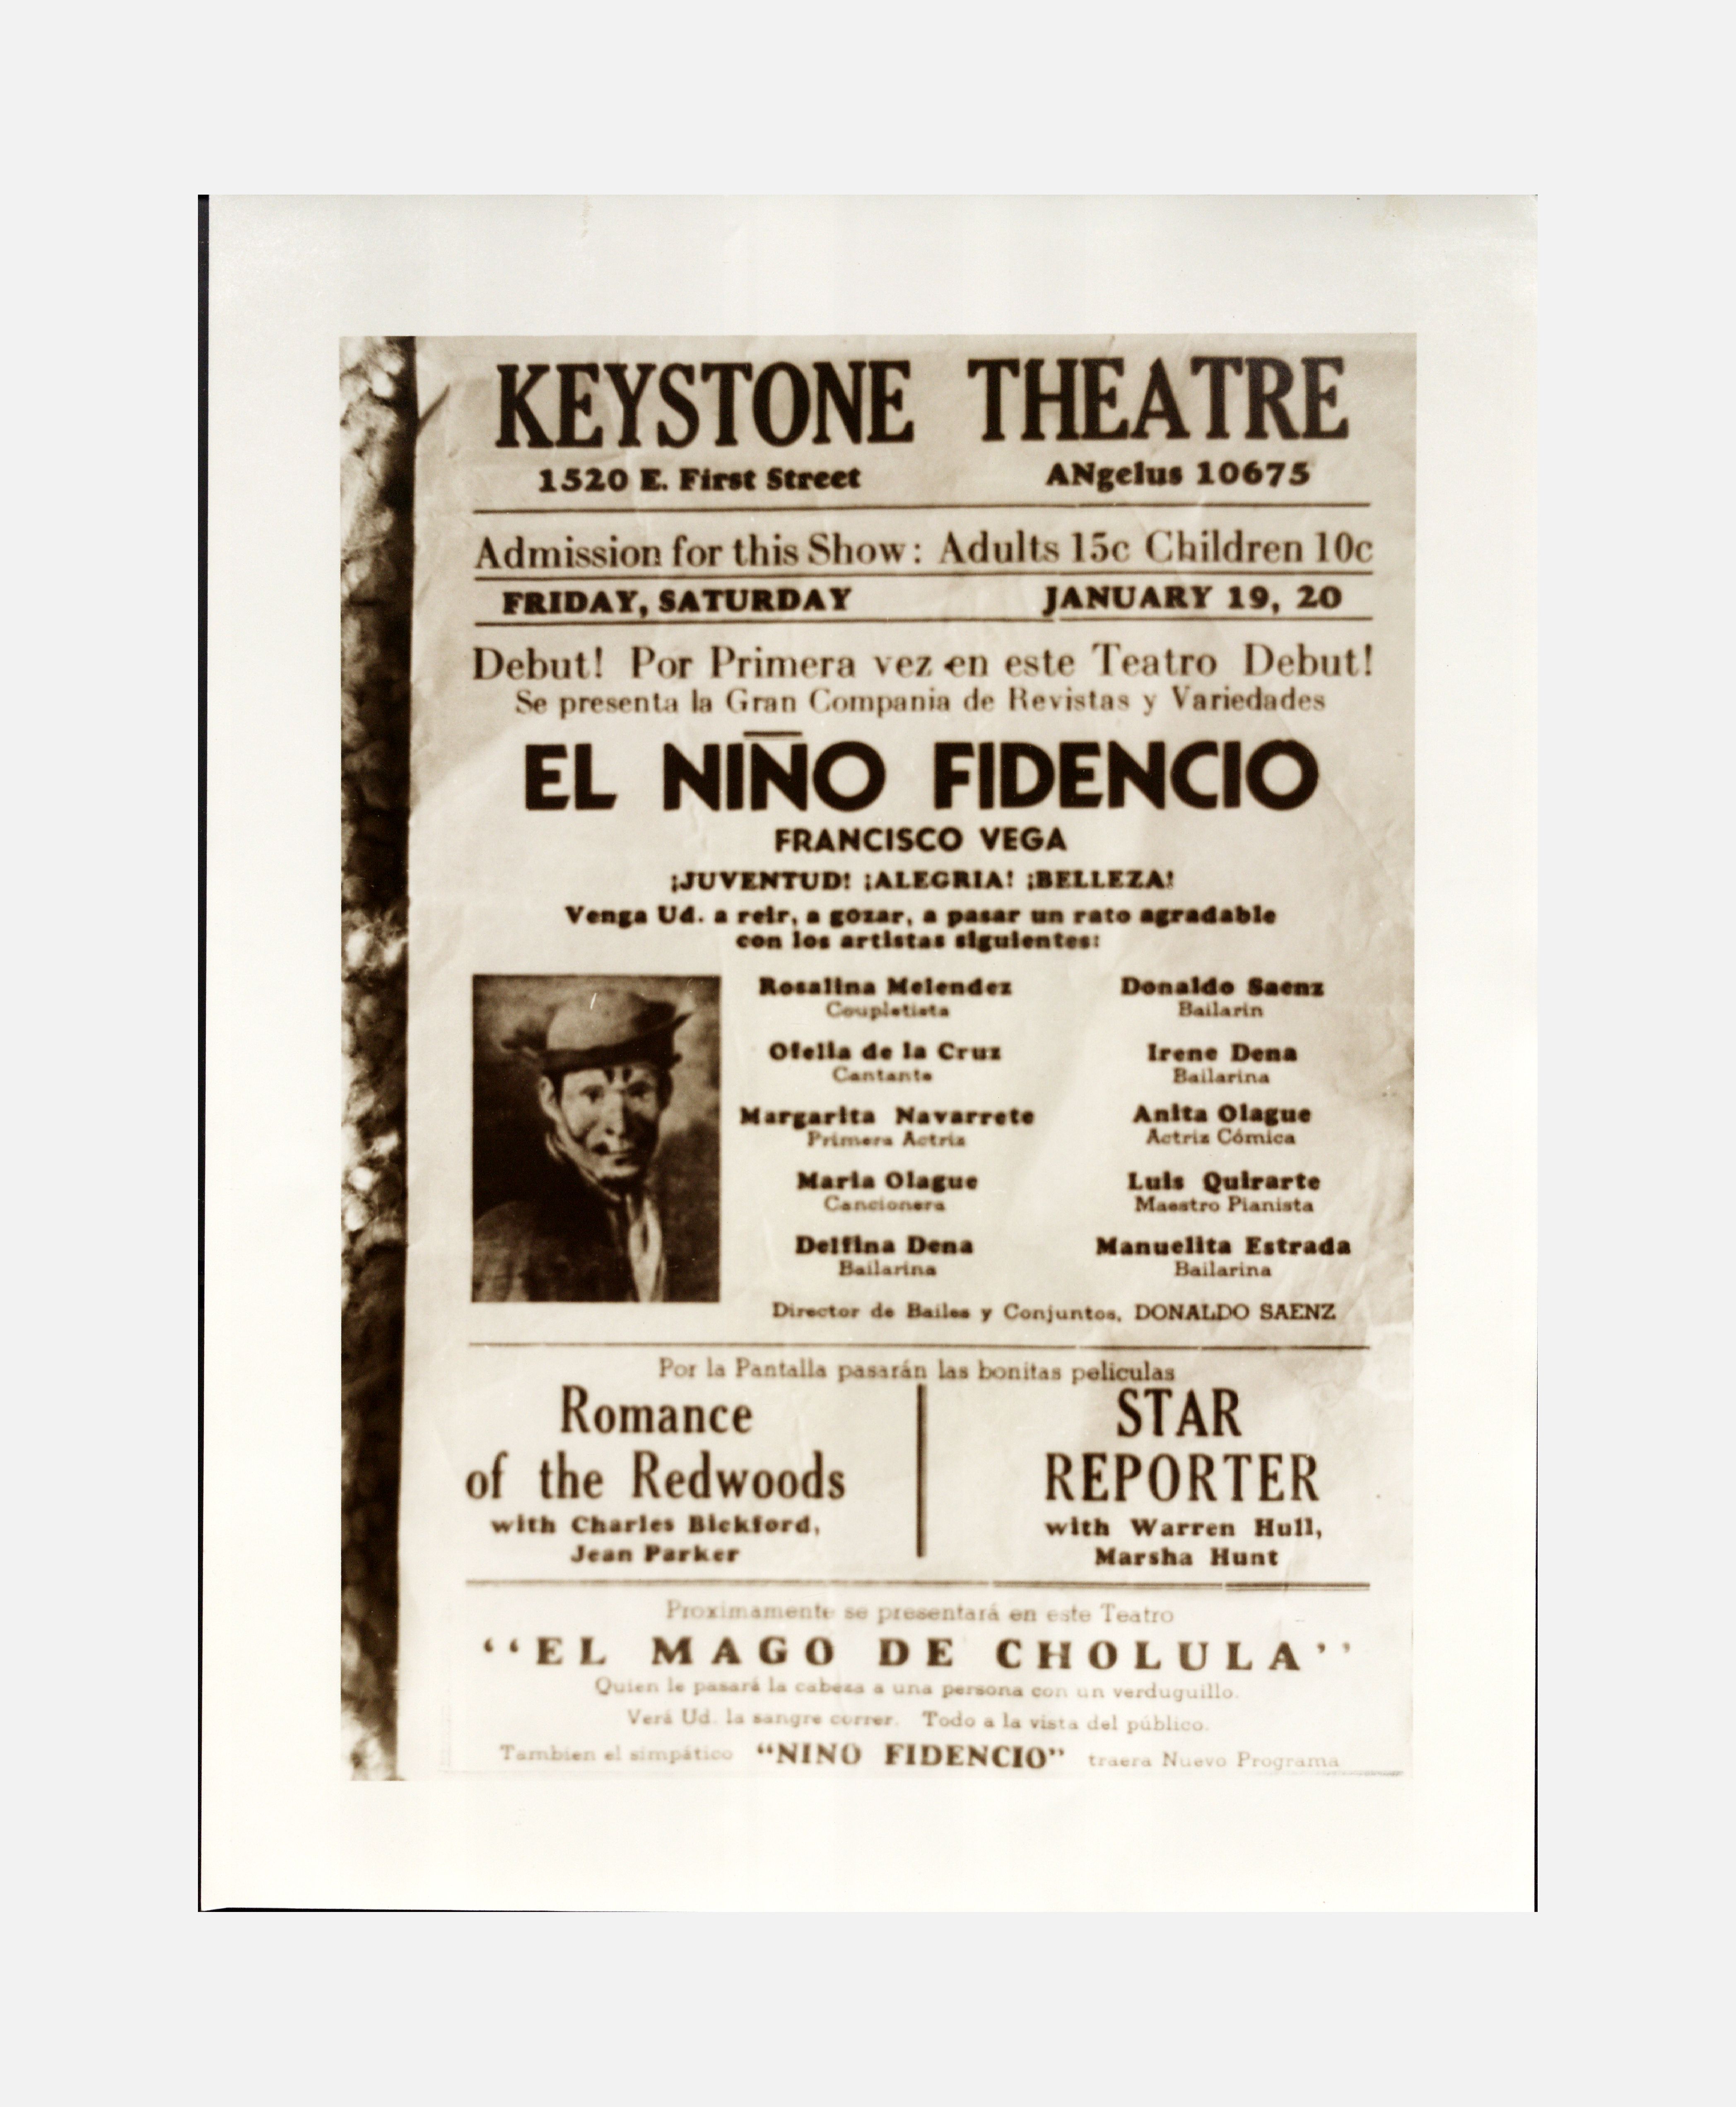 KEYSTONE THEATRE
1520 E. First Street ANgelus 10675
Admission for this Show: Adults 15c Children 10c
FRIDAY, SATURDAY JANUARY 19, 20
Debut! Por Primera vez en este Teatro Debut!
Se presenta la Gran Compania de Revistas y Variedades
EL NIÑO FIDENCIO
FRANCISCO VEGA
¡JUVENTUD! ¡ALEGRIA! ¡BELLEZA!
Venga Ud. a reir, a gozar, a pasar un rato agradable
con los artistas siguientes:
Rosalina Melendez
Coupletista
Ofelia de la Cruz
Cantante
Margarita Navarrete
Primera Actriz
Maria Olague
Cancionera
Delfina Dena
Bailarina
Donaldo Saenz
Bailarin
Irene Dena
Bailarina
Anita Olague
Actriz Cómica
Luis Quirarte
Maestro Pianista
Manuelita Estrada
Bailarina
Director de Bailes y Conjuntos, DONALDO SAENZ
Por la Pantalla pasarán las bonitas peliculas
Romance
of the Redwoods
with Charles Bickford,
Jean Parker
STAR
REPORTER
with Warren Hull,
Marsha Hunt
Proximamente se presentará en este Teatro
"EL MAGO DE CHOLULA"
Quien le pasará la cabeza a una persona con un verduguillo.
Verá Ud. la sangre correr. Todo a la vista del público.
Tambien el simpático "NINO FIDENCIO" traera Nuevo Programa